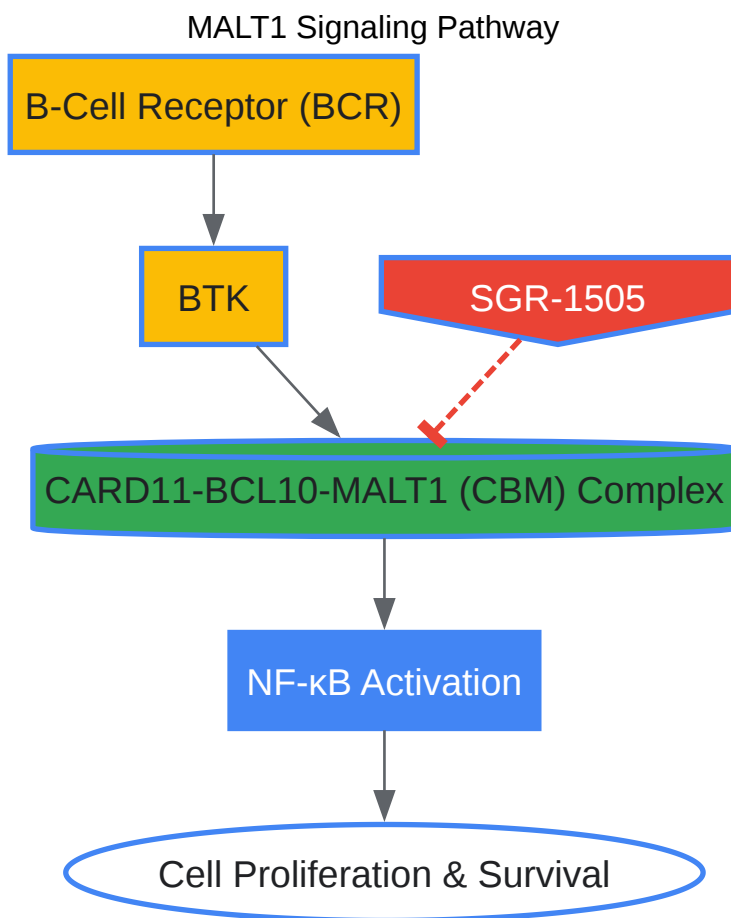 MALT1 Signaling Pathway
B-Cell Receptor (BCR)
BTK
SGR-1505
CARD11-BCL10-MALT1 (CBM) Complex
NF-κB Activation
Cell Proliferation & Survival